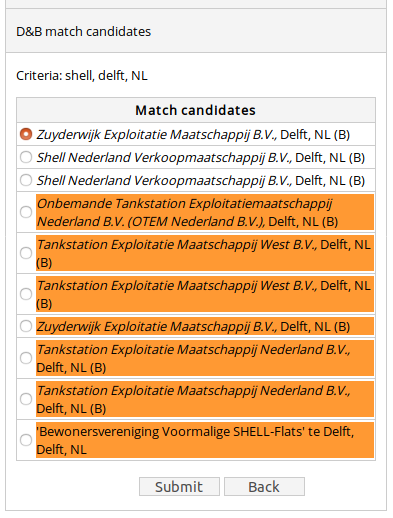 D&B match candidates
Criteria: shell, delft, NL
Match candidates
Zuyderwijk Exploitatie Maatschappij B.V., Delft, NL (B)
Shell Nederland Verkoopmaatschappij B.V., Delft, NL (B)
Shell Nederland Verkoopmaatschappij B.V., Delft, NL (B)
Onbemande Tankstation Exploitatiemaatschappij
Nederland B.V. (OTEM Nederland B.V.), Delft, NL (B)
Tankstation Exploitatie Maatschappij West B.V., Delft, NL
(B)
Tankstation Exploitatie Maatschappij West B.V., Delft, NL
(B)
Zuyderwijk Exploitatie Maatschappij B.V., Delft, NL (B)
Tankstation Exploitatie Maatschappij Nederland B.V.,
Delft, NL (B)
Tankstation Exploitatie Maatschappij Nederland B.V.,
Delft, NL (B)
'Bewonersvereniging Voormalige SHELL-Flats' te Delft,
Delft, NL
Submit Back